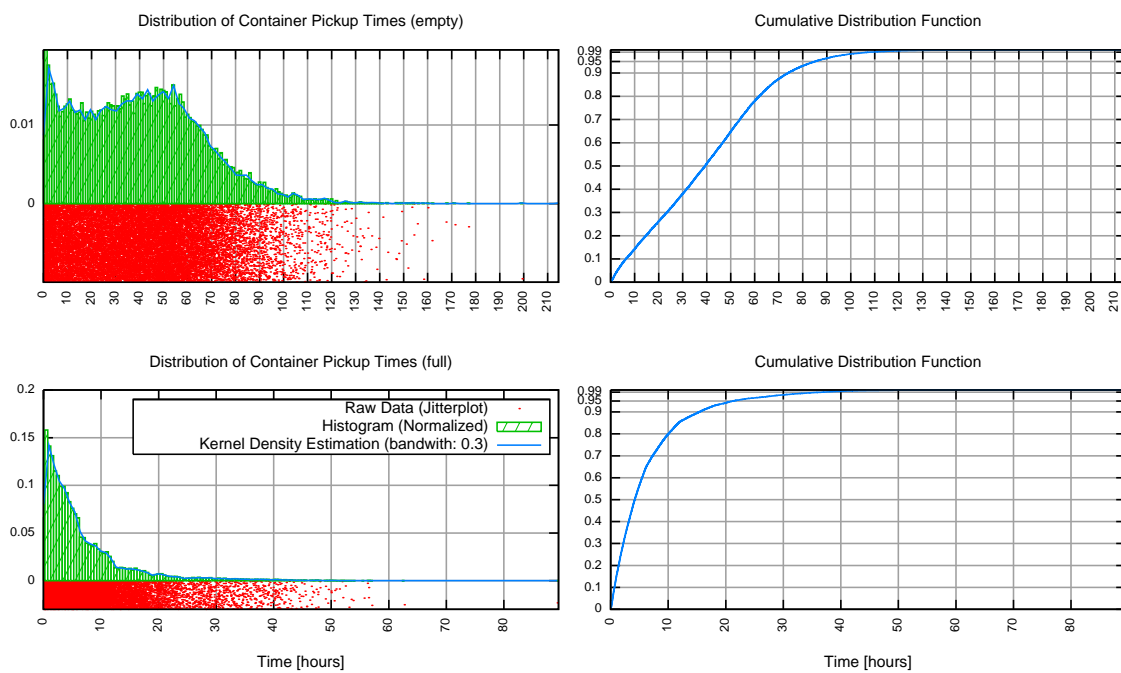 Distribution of Container Pickup Times (empty)
0.01
0
0 10 20 30 40 50 60 70 80 90 100 110 120 130 140 150 160 170 180 190 200 210
Cumulative Distribution Function
0.99
0.95
0.9
0.8
0.7
0.6
0.5
0.4
0.3
0.2
0.1
0
0 10 20 30 40 50 60 70 80 90 100 110 120 130 140 150 160 170 180 190 200 210
Distribution of Container Pickup Times (full)
0.2
0.15
0.1
0.05
0
Raw Data (Jitterplot)
Histogram (Normalized)
Kernel Density Estimation (bandwith: 0.3)
0 10 20 30 40 50 60 70 80
Time [hours]
Cumulative Distribution Function
0.99
0.95
0.9
0.8
0.7
0.6
0.5
0.4
0.3
0.2
0.1
0
0 10 20 30 40 50 60 70 80
Time [hours]